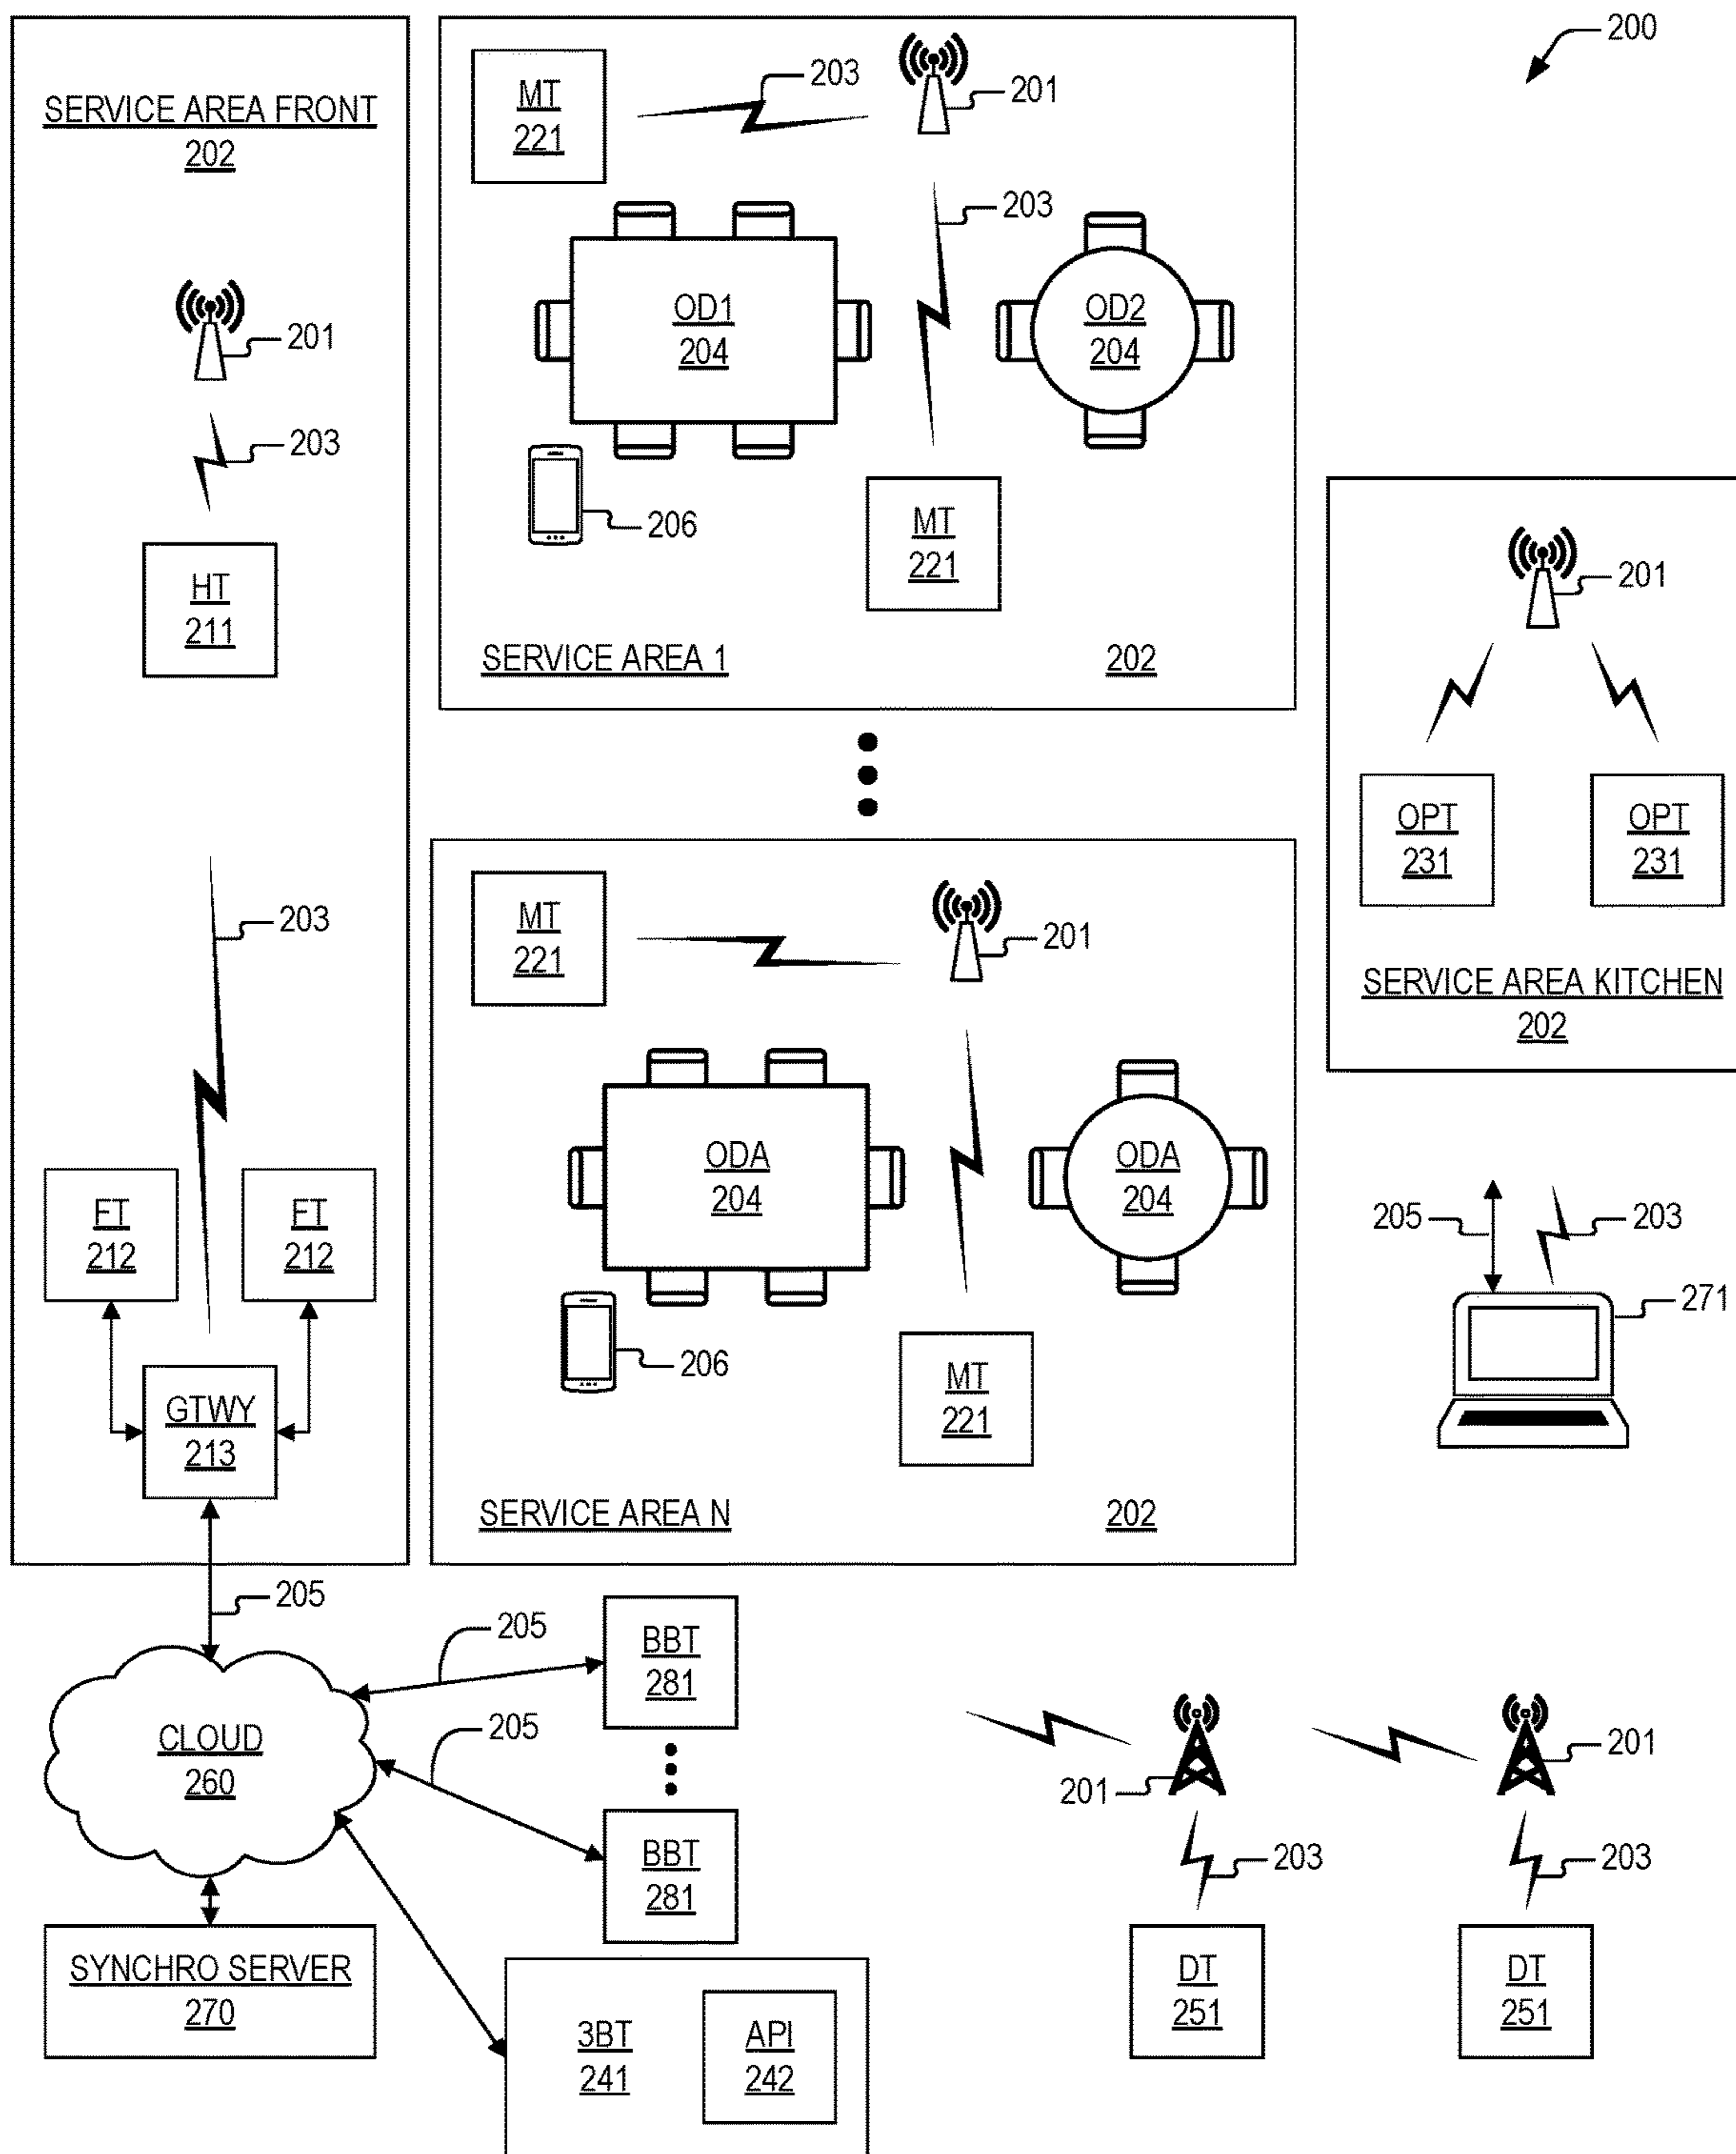 200
SERVICE AREA FRONT
202
201
203
HT
211
203
FT
212
FT
212
GTWY
213
205
MT
221
203
201
203
OD1
204
OD2
204
206
MT
221
SERVICE AREA 1
202
MT
221
201
ODA
204
ODA
204
206
MT
221
SERVICE AREA N
202
201
OPT
231
OPT
231
SERVICE AREA KITCHEN
202
205
203
271
CLOUD
260
205
BBT
281
205
BBT
281
SYNCHRO SERVER
270
3BT
241
API
242
201
201
203
203
DT
251
DT
251